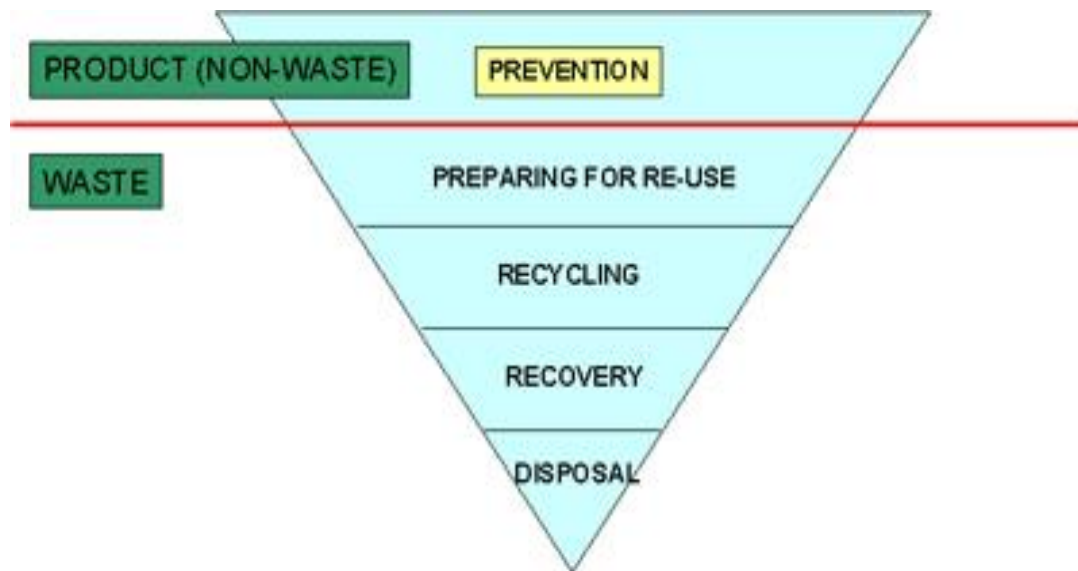 PRODUCT (NON-WASTE)
PREVENTION
WASTE
PREPARING FOR RE-USE
RECYCLING
RECOVERY
DISPOSAL